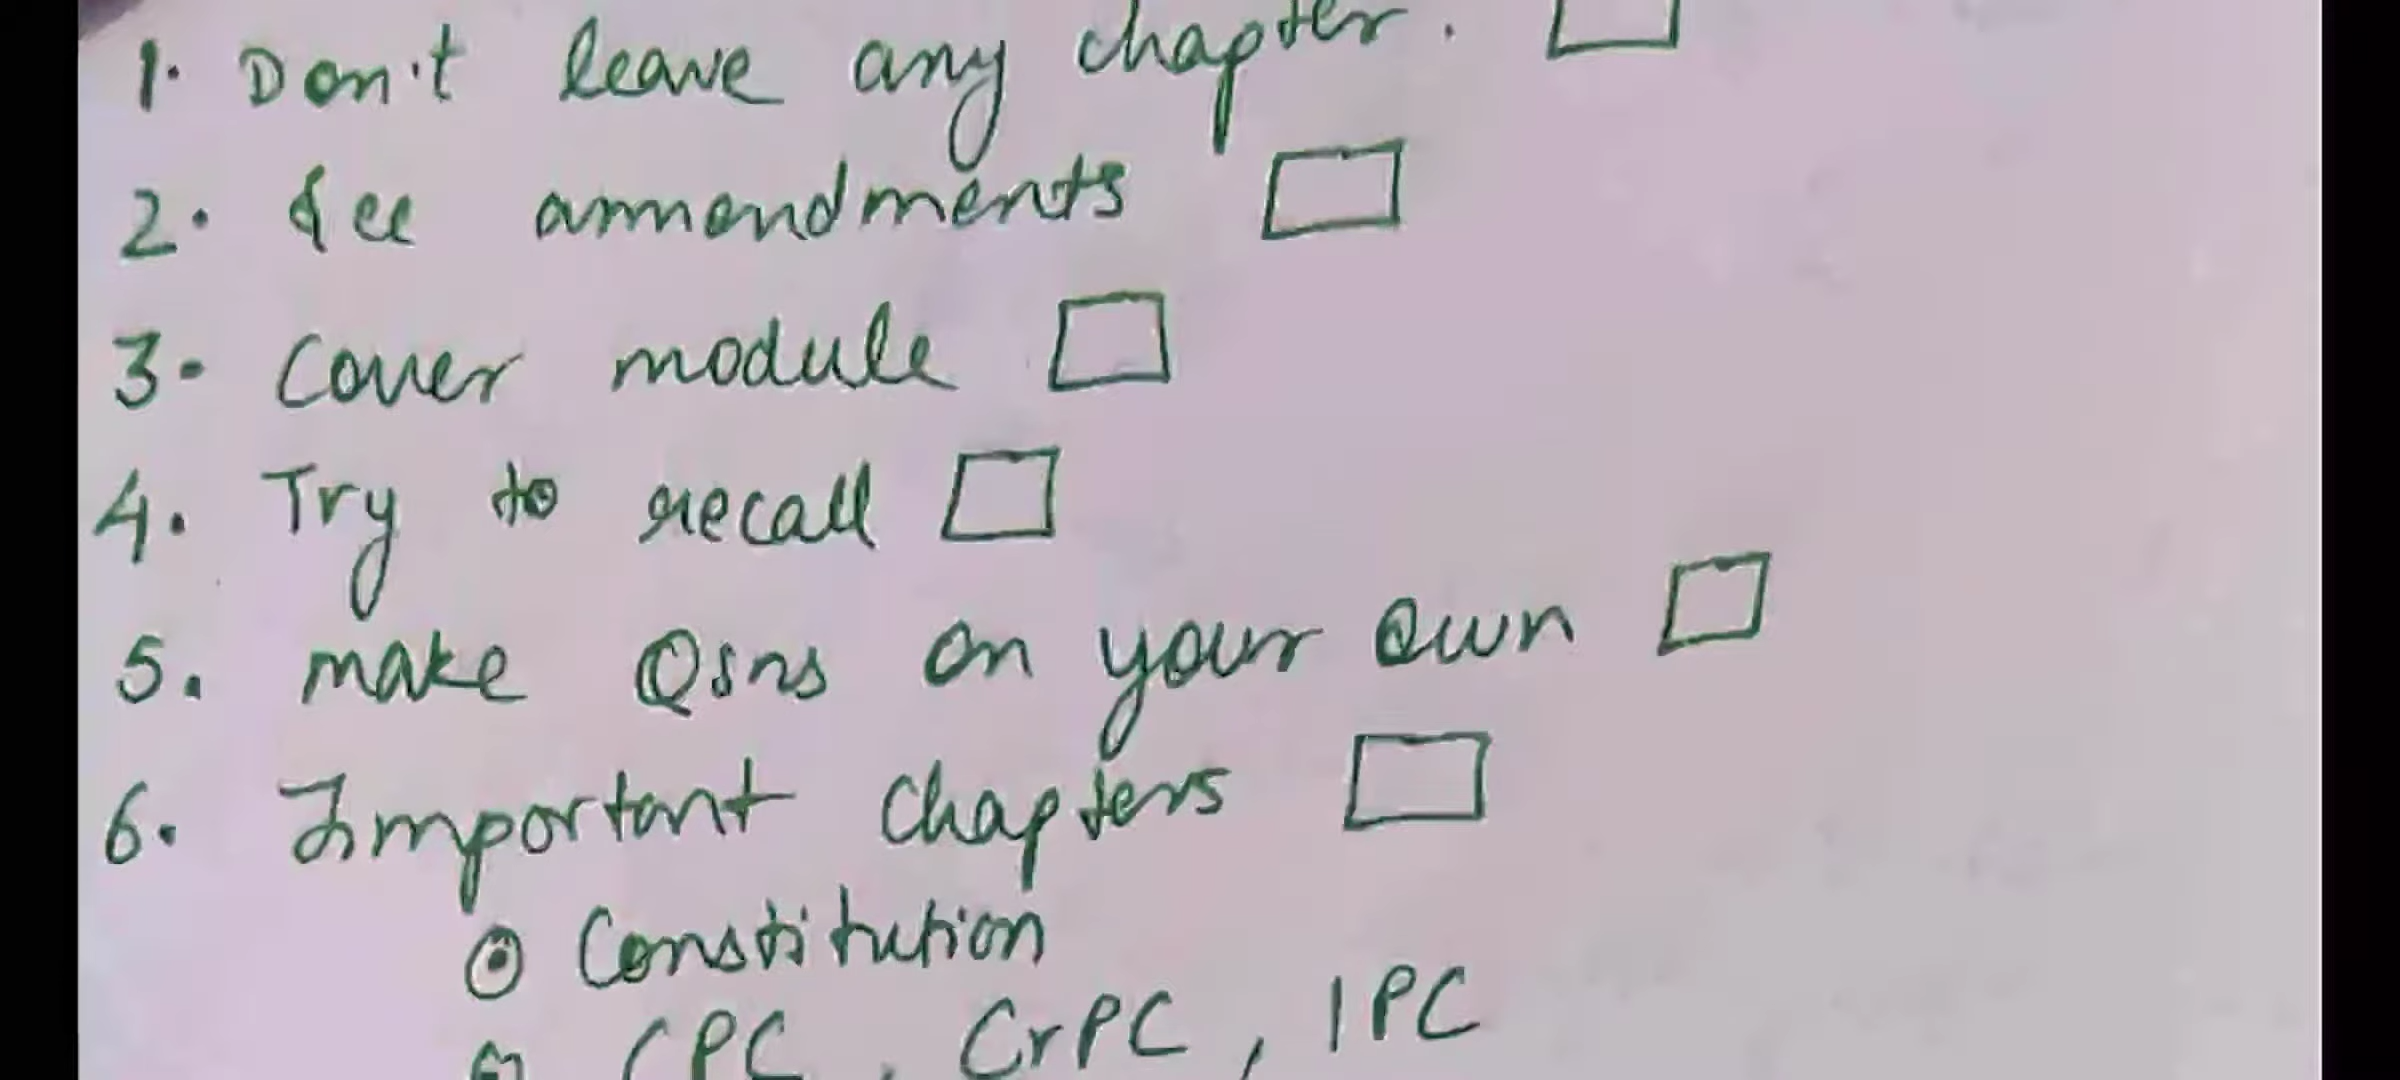 1. Don't leave any chapter.
2. See ammendments
3. Cover module
4. Try to recall
5. make Qsns on your own
6. Important chapters
Constitution
CPC, CrPC, IPC